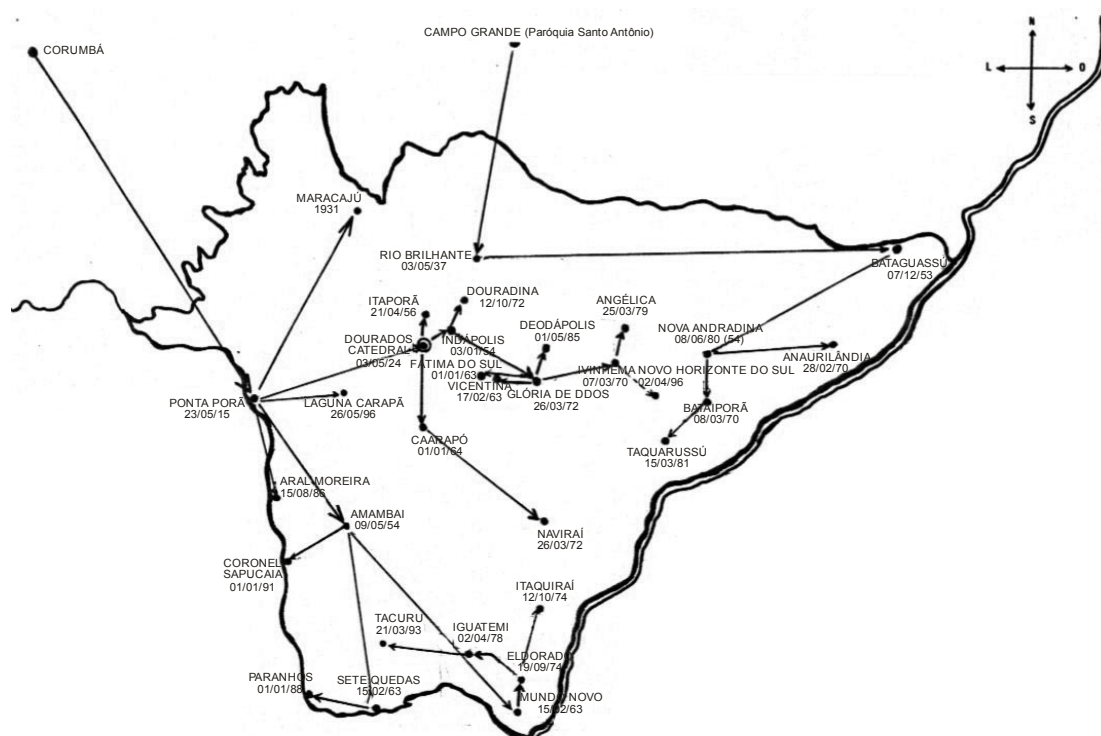 CAMPO GRANDE (Paróquia Santo Antônio)
CORUMBÁ
N
L
O
S
MARACAJÚ
1931
RIO BRILHANTE
03/05/37
BATAGUASSÚ
07/12/53
DOURADINA
12/10/72
ITAPORÃ
21/04/56
ANGÉLICA
25/03/79
DEODÁPOLIS
01/05/85
NOVA ANDRADINA
08/06/80 (54)
DOURADOS
CATEDRAL
03/05/24
INDÁPOLIS
03/01/54
ANAURILÂNDIA
28/02/70
FÁTIMA DO SUL
01/01/63
VICENTINA
17/02/63
GLÓRIA DE DDOS
26/03/72
IVINHEMA
07/03/70
NOVO HORIZONTE DO SUL
02/04/96
PONTA PORÃ
23/05/15
LAGUNA CARAPÃ
26/05/96
BATAIPORÃ
08/03/70
CAARAPÓ
01/01/64
TAQUARUSSÚ
15/03/81
ARAL MOREIRA
15/08/86
AMAMBAI
09/05/54
NAVIRAÍ
26/03/72
CORONEL
SAPUCAIA
01/01/91
ITAQUIRAÍ
12/10/74
TACURU
21/03/93
IGUATEMI
02/04/78
ELDORADO
19/09/74
PARANHOS
01/01/88
SETE QUEDAS
15/02/63
MUNDO NOVO
15/02/63